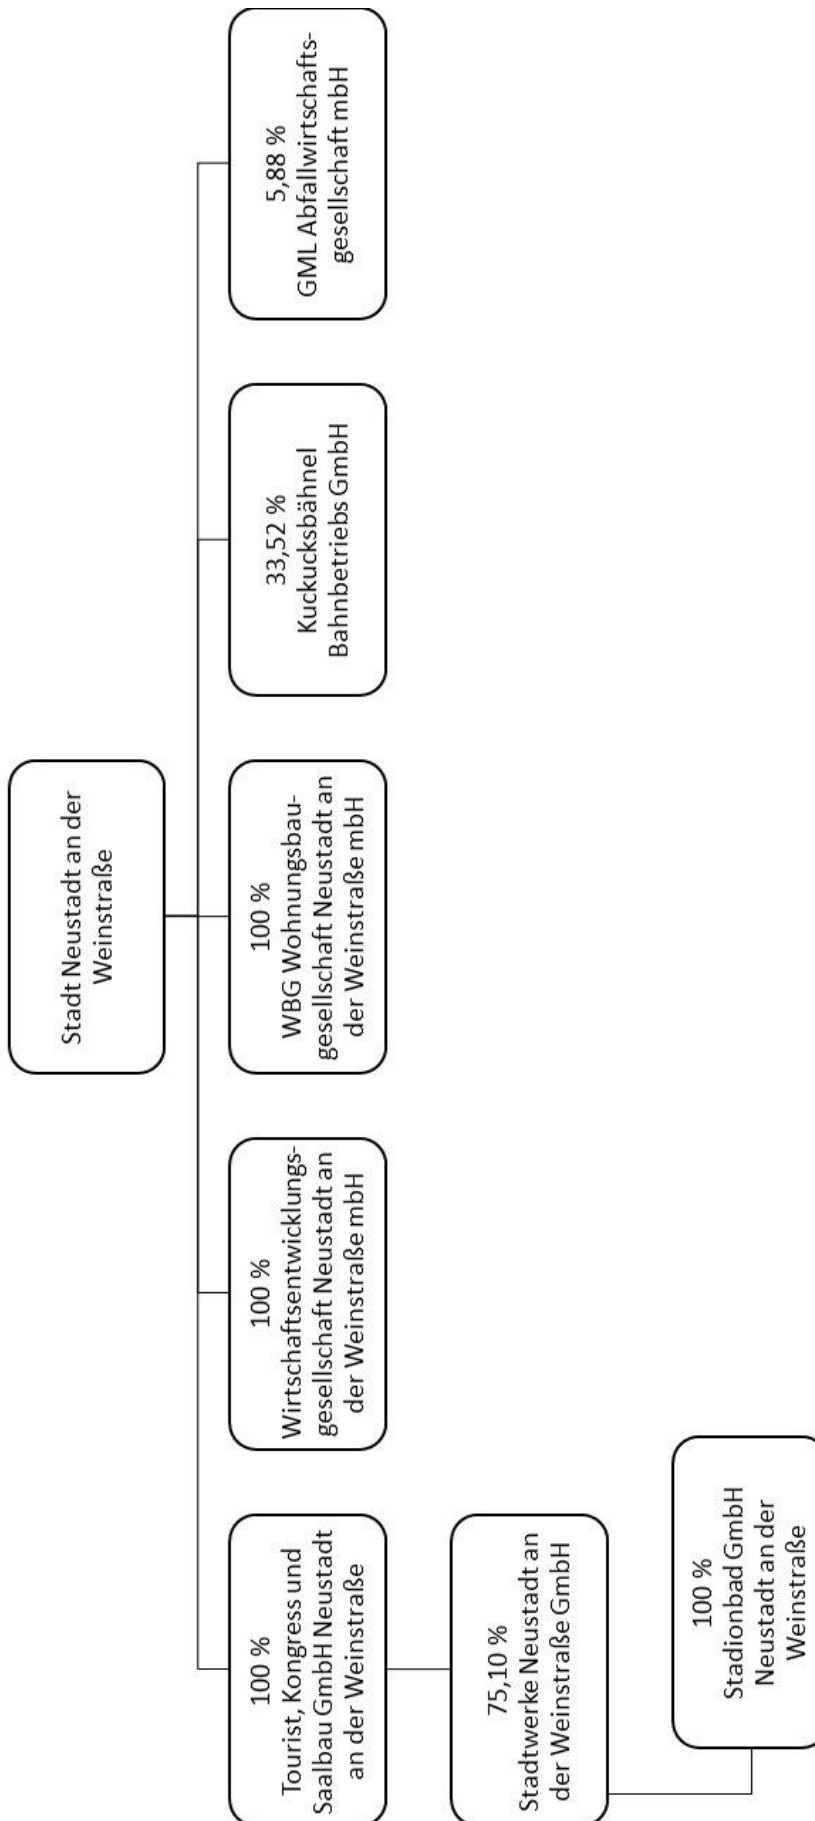 Stadt Neustadt an der
Weinstraße
100 %
Tourist, Kongress und
Saalbau GmbH Neustadt
an der Weinstraße
100 %
Wirtschaftsentwicklungs-
gesellschaft Neustadt an
der Weinstraße mbH
100 %
WBG Wohnungsbau-
gesellschaft Neustadt an
der Weinstraße mbH
33,52 %
Kuckucksbähnel
Bahnbetriebs GmbH
5,88 %
GML Abfallwirtschafts-
gesellschaft mbH
75,10 %
Stadtwerke Neustadt an
der Weinstraße GmbH
100 %
Stadionbad GmbH
Neustadt an der
Weinstraße